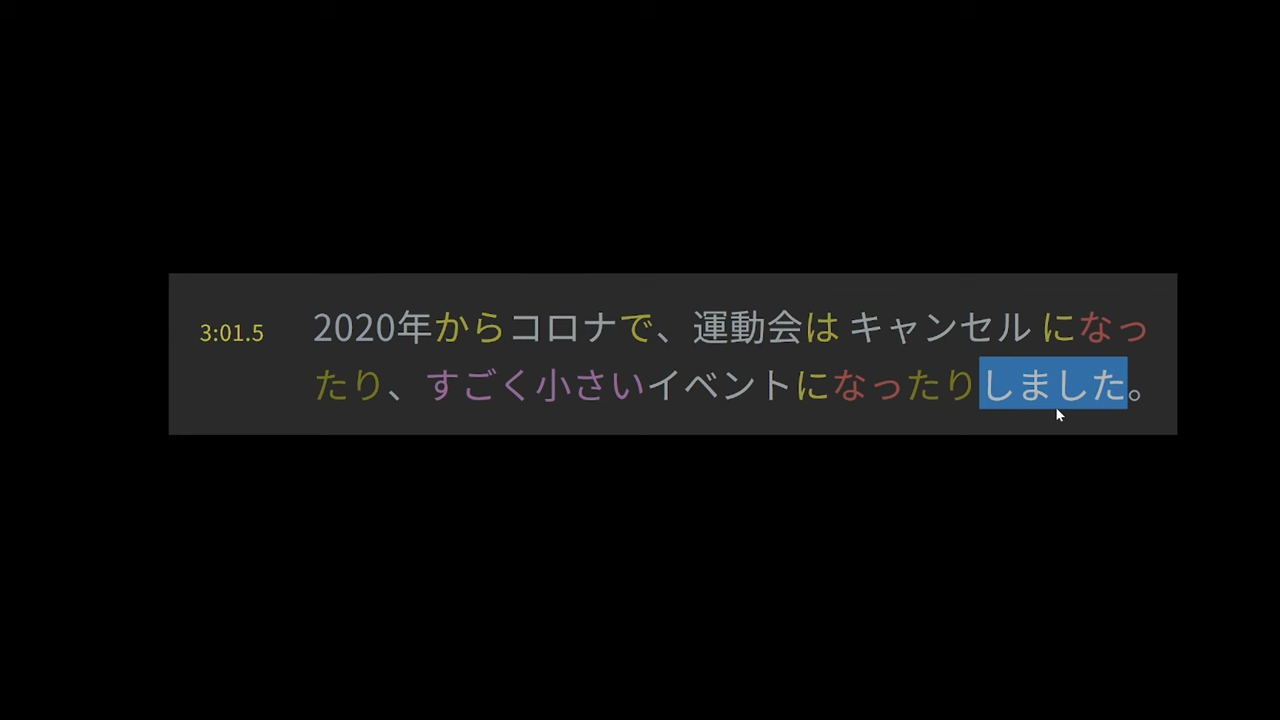 3:01.5
2020年からコロナで、運動会は キャンセル になっ
たり、すごく小さいイベントになったりしました。